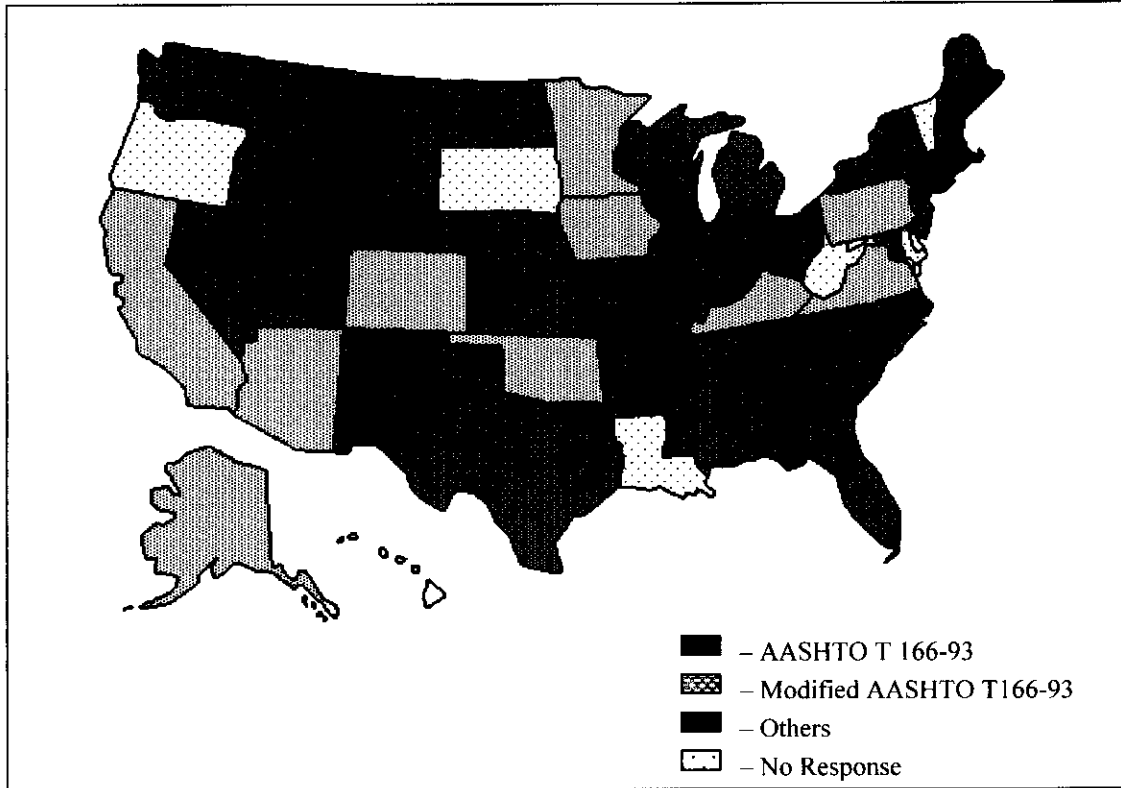 – AASHTO T 166-93
– Modified AASHTO T166-93
– Others
– No Response